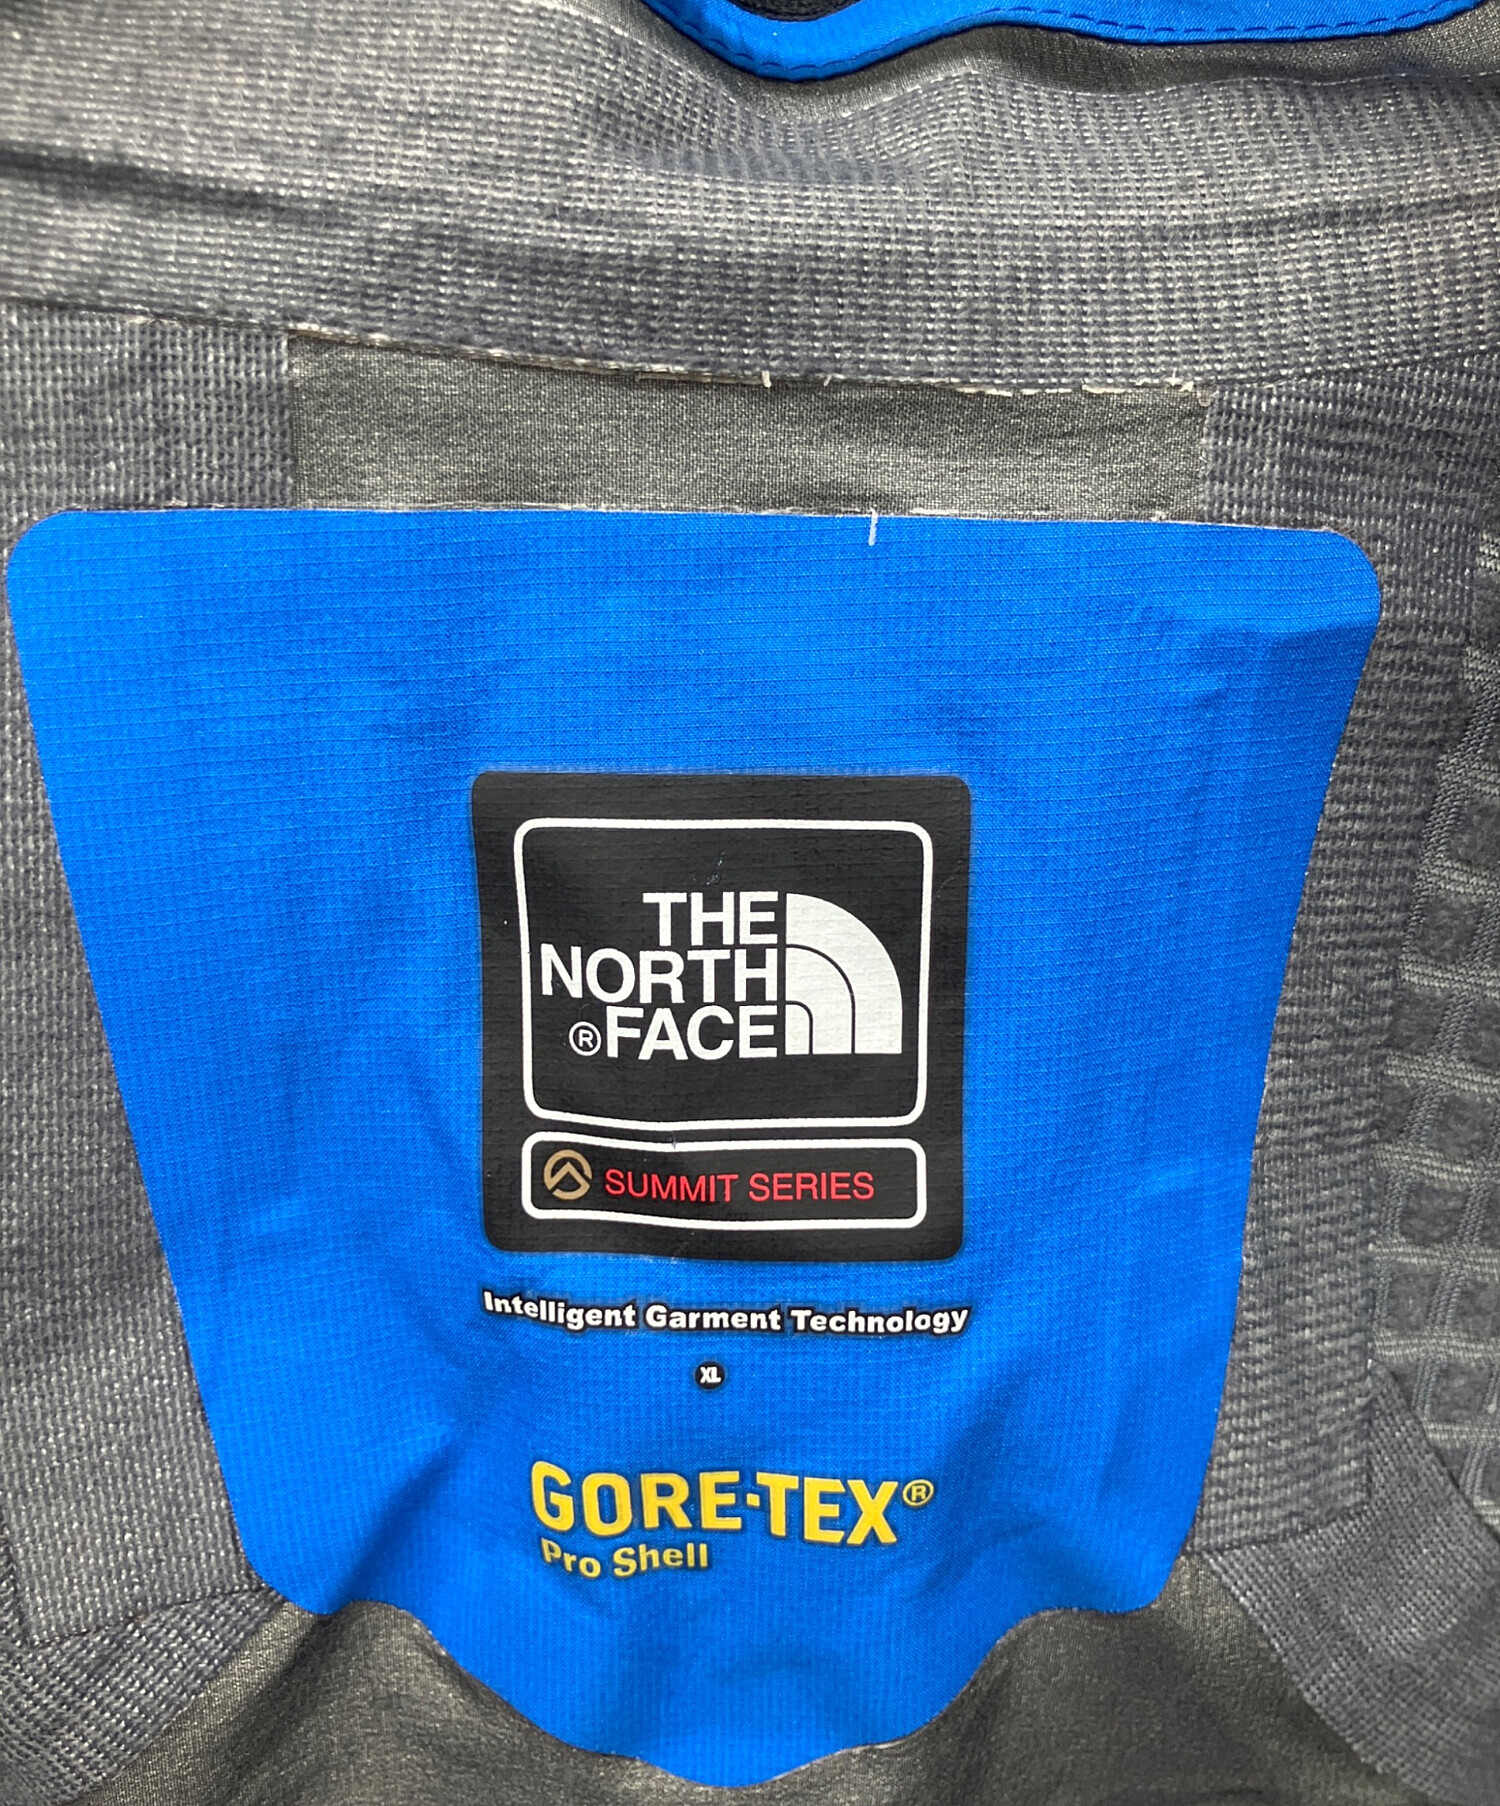 THE
NORTH
®FACE
SUMMIT SERIES
Intelligent Garment Technology
XL
GORE-TEX®
Pro Shell